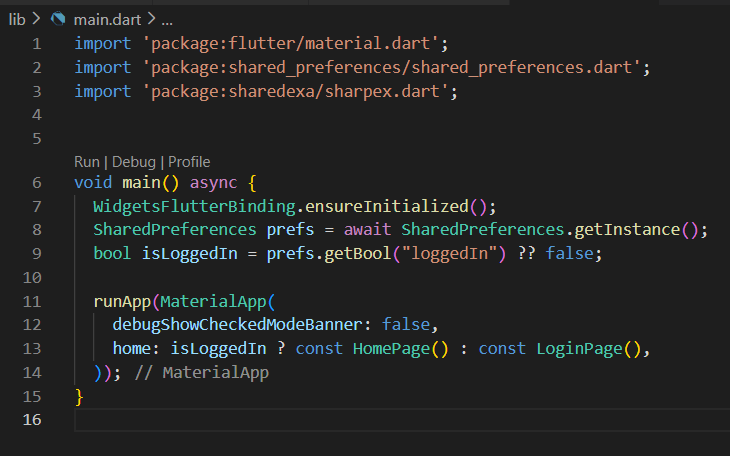 lib > main.dart > ...
1 import 'package:flutter/material.dart';
2 import 'package:shared_preferences/shared_preferences.dart';
3 import 'package:sharedexa/sharpex.dart';
4
5
Run | Debug | Profile
6 void main() async {
7   WidgetsFlutterBinding.ensureInitialized();
8   SharedPreferences prefs = await SharedPreferences.getInstance();
9   bool isLoggedIn = prefs.getBool("loggedIn") ?? false;
10
11   runApp(MaterialApp(
12     debugShowCheckedModeBanner: false,
13     home: isLoggedIn ? const HomePage() : const LoginPage(),
14   )); // MaterialApp
15 }
16